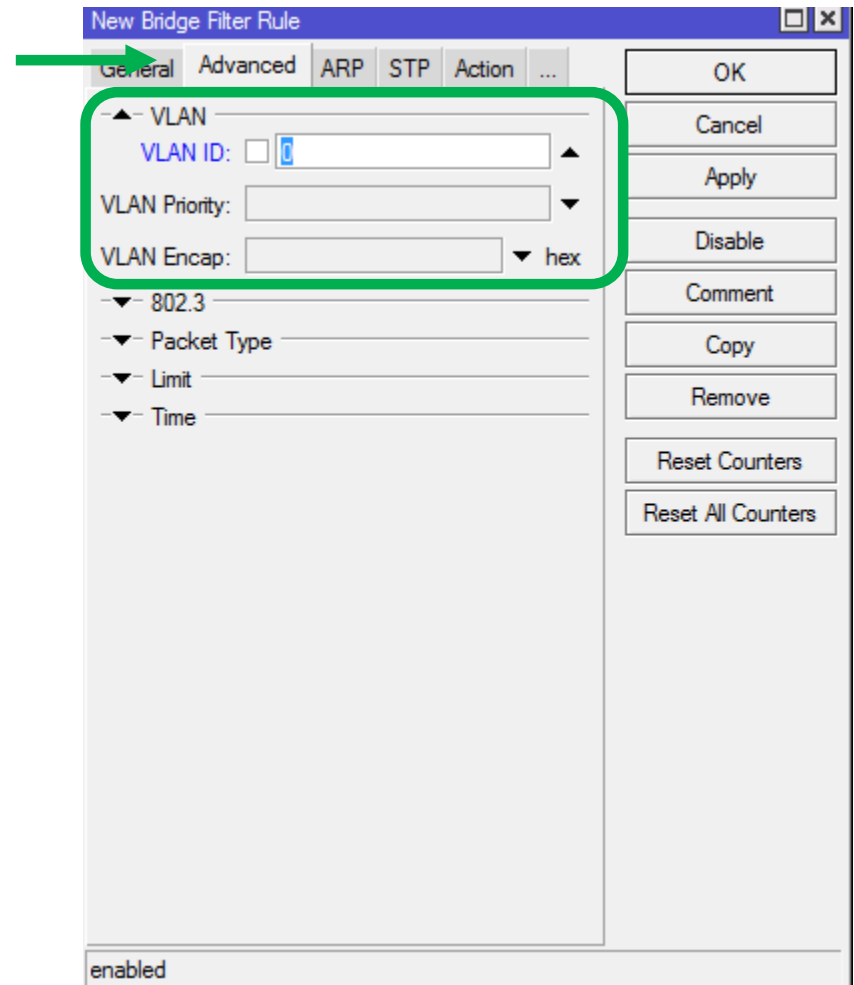 New Bridge Filter Rule
General Advanced ARP STP Action ...
VLAN
VLAN ID: 0
VLAN Priority:
VLAN Encap: hex
802.3
Packet Type
Limit
Time
OK
Cancel
Apply
Disable
Comment
Copy
Remove
Reset Counters
Reset All Counters
enabled